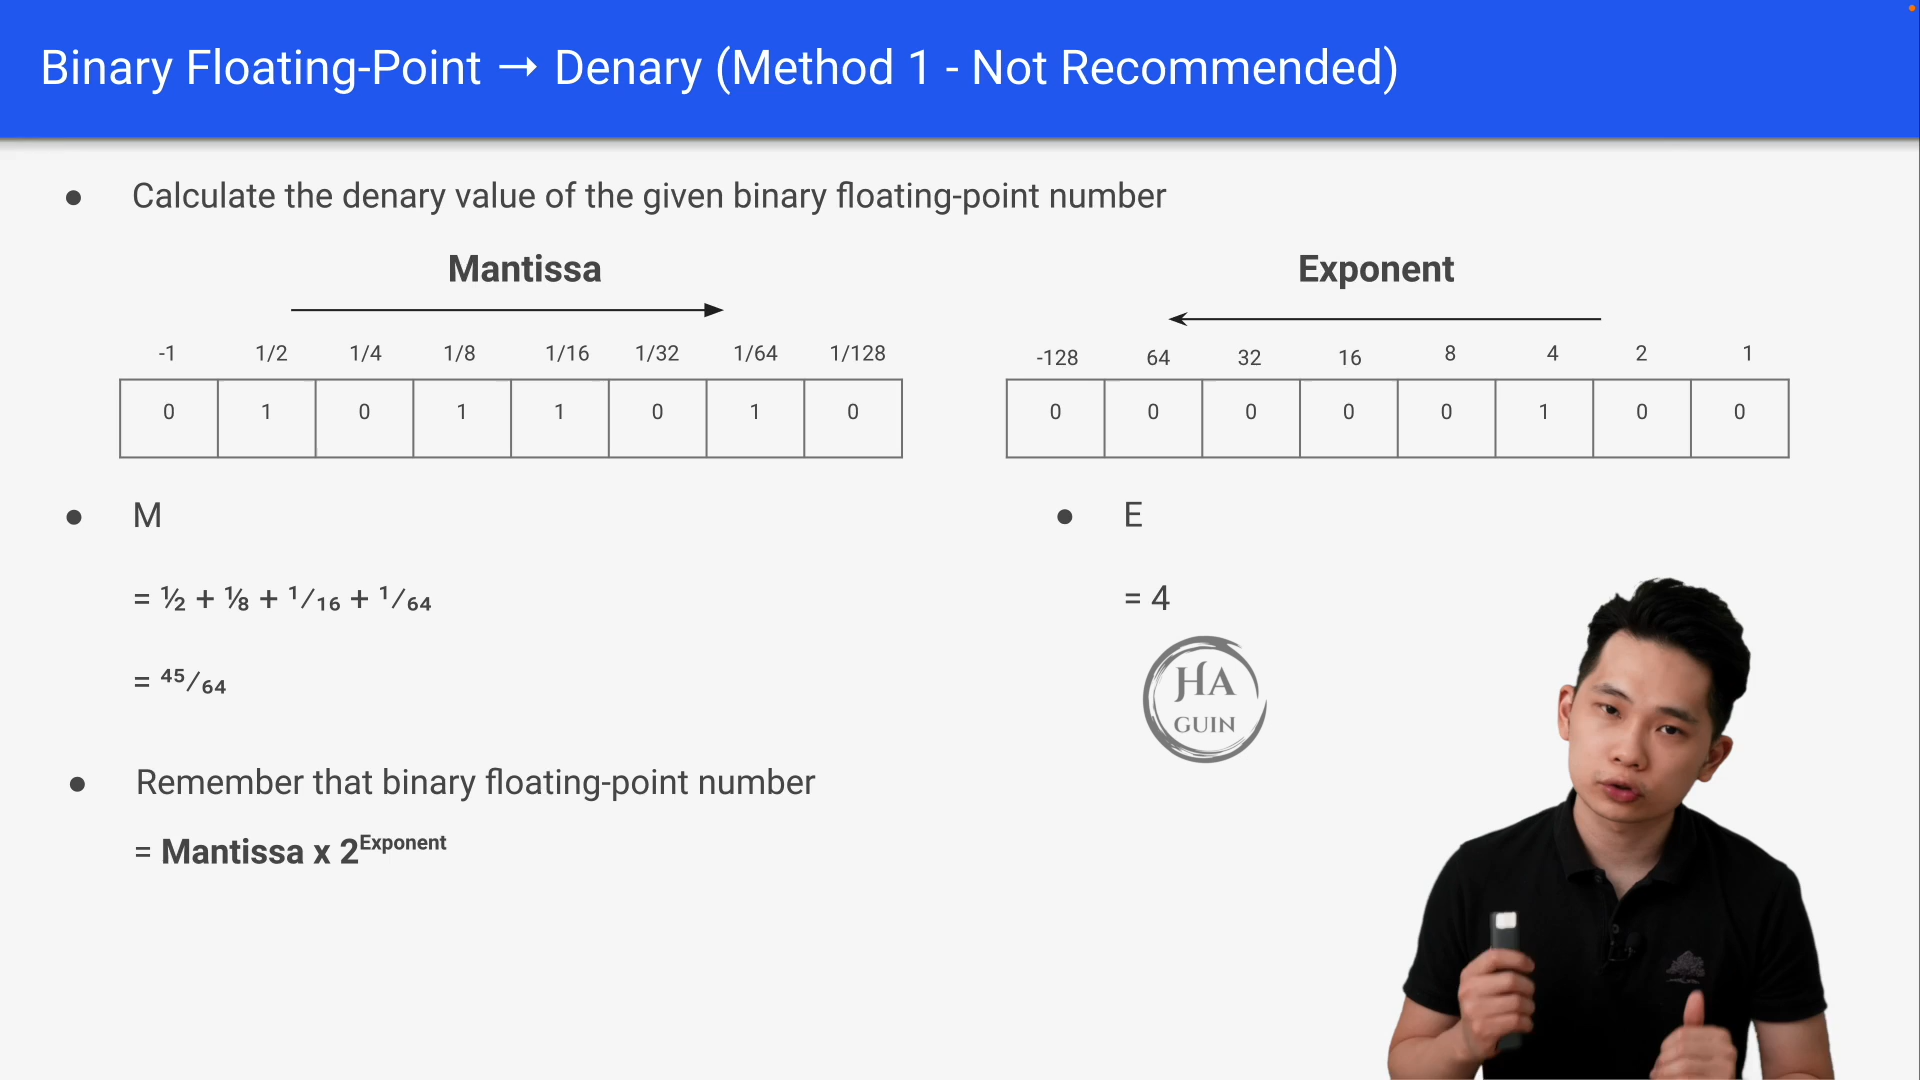 Binary Floating-Point → Denary (Method 1 - Not Recommended)
● Calculate the denary value of the given binary floating-point number
Mantissa
-1 1/2 1/4 1/8 1/16 1/32 1/64 1/128
0 1 0 1 1 0 1 0
Exponent
-128 64 32 16 8 4 2 1
0 0 0 0 0 1 0 0
● M
= ½ + ⅛ + ¹⁄₁₆ + ¹⁄₆₄
= ⁴⁵⁄₆₄
● E
= 4
HA
GUIN
● Remember that binary floating-point number
= Mantissa x 2^Exponent